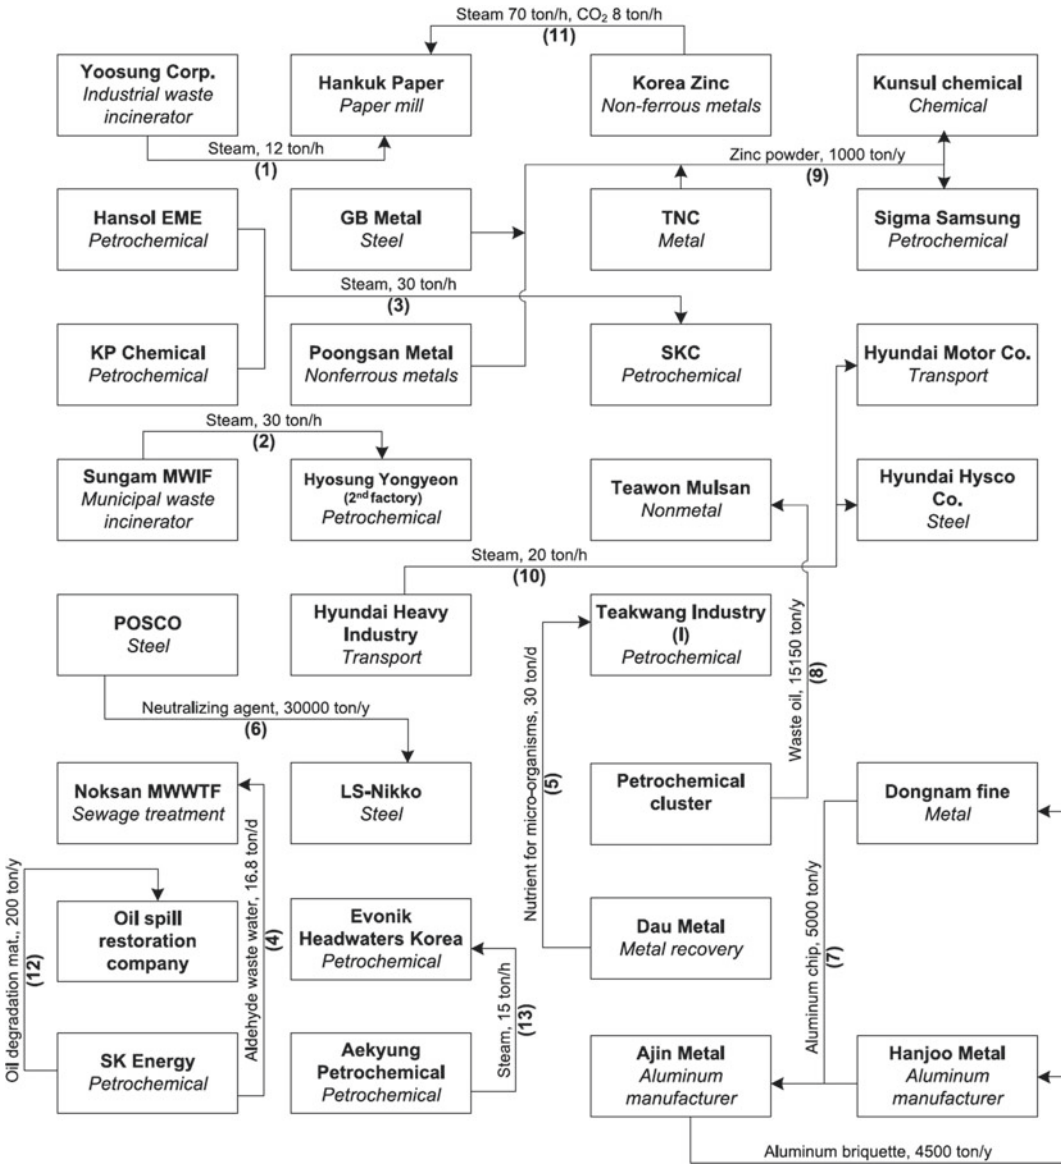 Steam 70 ton/h, CO₂ 8 ton/h
(11)
Yoosung Corp.
Industrial waste
incinerator
Hankuk Paper
Paper mill
Korea Zinc
Non-ferrous metals
Kunsul chemical
Chemical
Steam, 12 ton/h
(1)
Zinc powder, 1000 ton/y
(9)
Hansol EME
Petrochemical
GB Metal
Steel
TNC
Metal
Sigma Samsung
Petrochemical
Steam, 30 ton/h
(3)
KP Chemical
Petrochemical
Poongsan Metal
Nonferrous metals
SKC
Petrochemical
Hyundai Motor Co.
Transport
Steam, 30 ton/h
(2)
Sungam MWIF
Municipal waste
incinerator
Hyosung Yongyeon
(2nd factory)
Petrochemical
Teawon Mulsan
Nonmetal
Hyundai Hysco
Co.
Steel
Steam, 20 ton/h
(10)
POSCO
Steel
Hyundai Heavy
Industry
Transport
Teakwang Industry
(I)
Petrochemical
Waste oil, 15150 ton/y
(8)
Neutralizing agent, 30000 ton/y
(6)
Nutrient for micro-organisms, 30 ton/d
(5)
Noksan MWWTF
Sewage treatment
LS-Nikko
Steel
Petrochemical
cluster
Dongnam fine
Metal
Oil degradation mat., 200 ton/y
(12)
Aldehyde waste water, 16.8 ton/d
(4)
Oil spill
restoration
company
Evonik
Headwaters Korea
Petrochemical
Dau Metal
Metal recovery
Aluminum chip, 5000 ton/y
(7)
Steam, 15 ton/h
(13)
SK Energy
Petrochemical
Aekyung
Petrochemical
Petrochemical
Ajin Metal
Aluminum
manufacturer
Hanjoo Metal
Aluminum
manufacturer
Aluminum briquette, 4500 ton/y